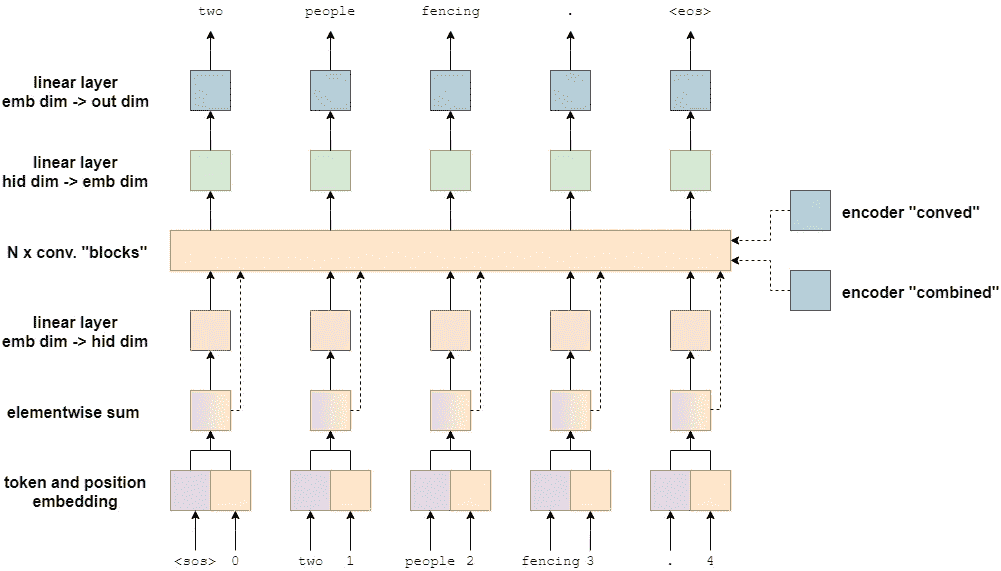 two people fencing . <eos>
linear layer
emb dim -> out dim
linear layer
hid dim -> emb dim
encoder "conved"
N x conv. "blocks"
encoder "combined"
linear layer
emb dim -> hid dim
elementwise sum
token and position
embedding
<sos> 0 two 1 people 2 fencing 3 . 4